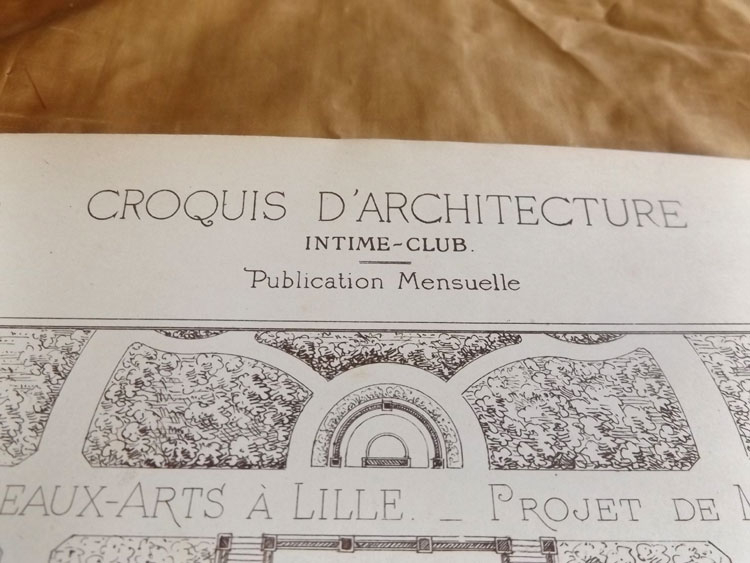 CROQUIS D'ARCHITECTURE
INTIME-CLUB.
Publication Mensuelle
EAUX-ARTS À LILLE. _ PROJET DE